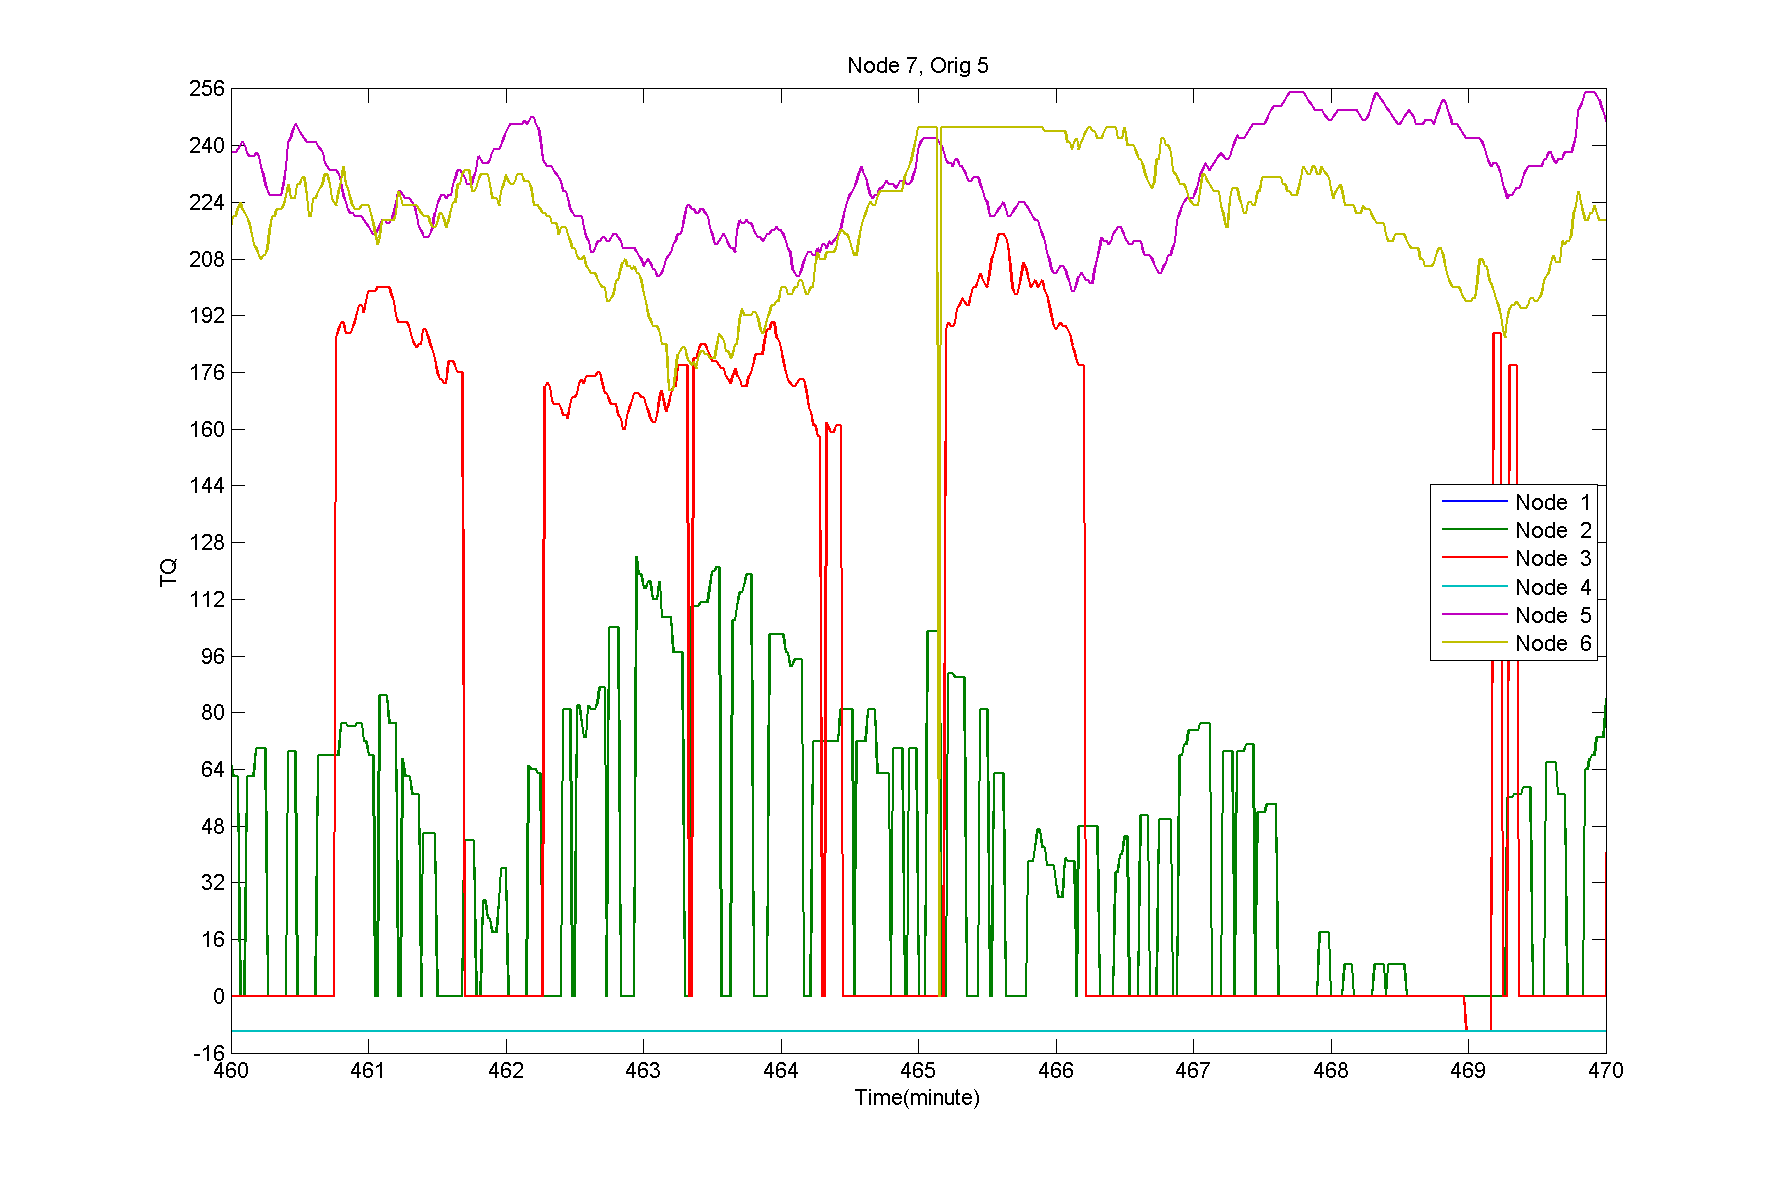 Node 7, Orig 5
256
240
224
208
192
176
160
144
128
112
96
80
64
48
32
16
0
-16
TQ
Node 1
Node 2
Node 3
Node 4
Node 5
Node 6
460 461 462 463 464 465 466 467 468 469 470
Time(minute)